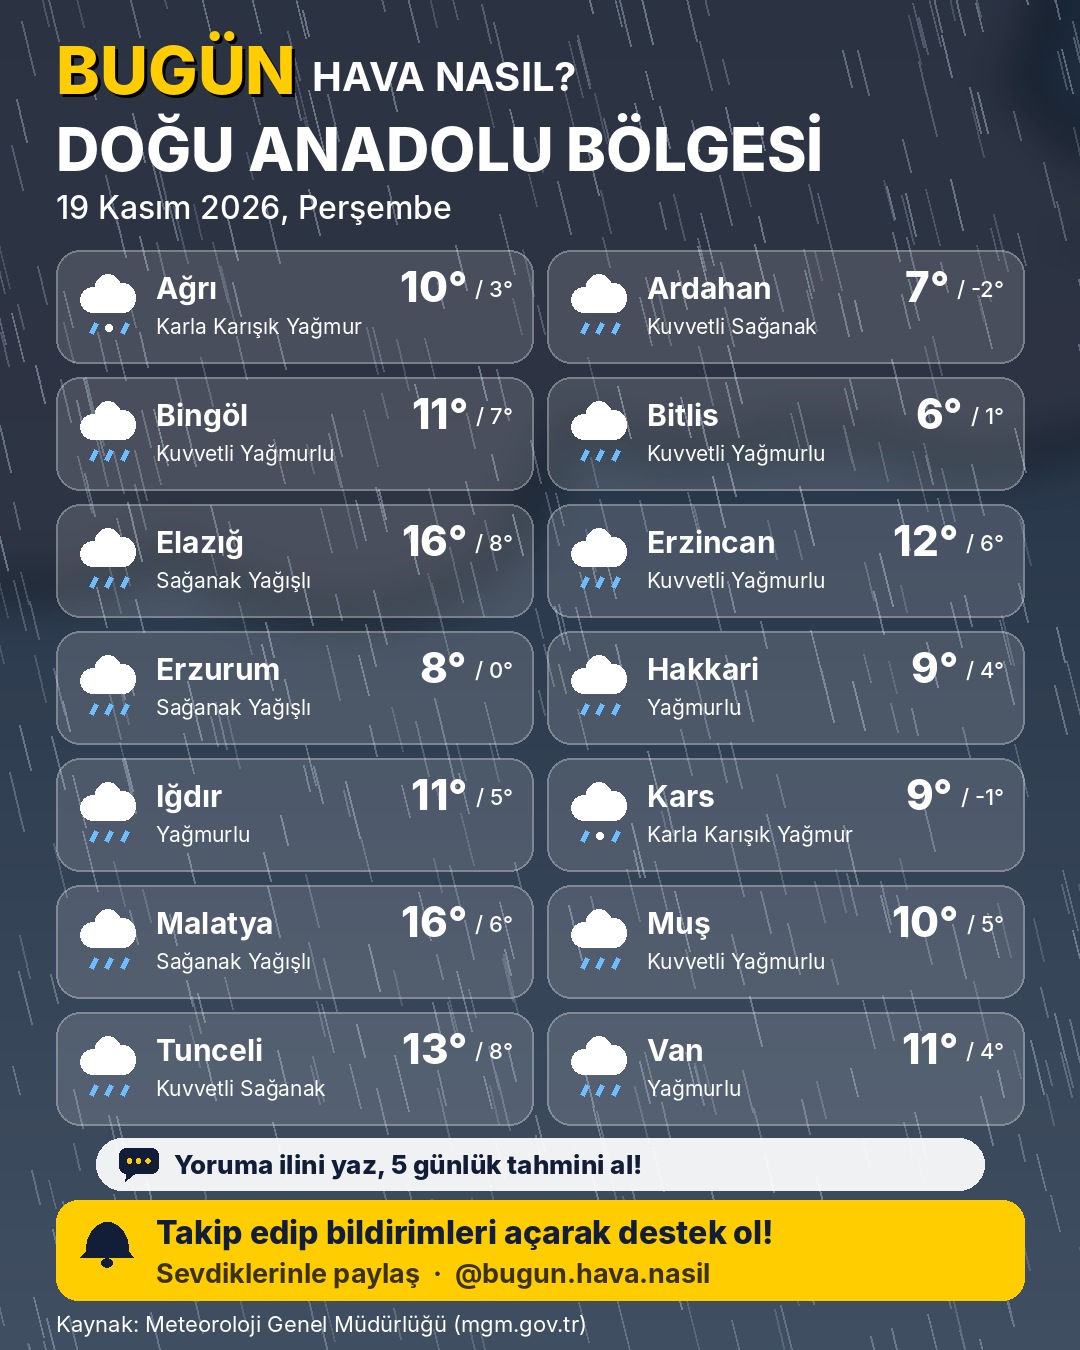 BUGÜN HAVA NASIL?
DOĞU ANADOLU BÖLGESİ
19 Kasım 2026, Perşembe
Ağrı 10° / 3°
Karla Karışık Yağmur
Ardahan 7° / -2°
Kuvvetli Sağanak
Bingöl 11° / 7°
Kuvvetli Yağmurlu
Bitlis 6° / 1°
Kuvvetli Yağmurlu
Elazığ 16° / 8°
Sağanak Yağışlı
Erzincan 12° / 6°
Kuvvetli Yağmurlu
Erzurum 8° / 0°
Sağanak Yağışlı
Hakkari 9° / 4°
Yağmurlu
Iğdır 11° / 5°
Yağmurlu
Kars 9° / -1°
Karla Karışık Yağmur
Malatya 16° / 6°
Sağanak Yağışlı
Muş 10° / 5°
Kuvvetli Yağmurlu
Tunceli 13° / 8°
Kuvvetli Sağanak
Van 11° / 4°
Yağmurlu
Yoruma ilini yaz, 5 günlük tahmini al!
Takip edip bildirimleri açarak destek ol!
Sevdiklerinle paylaş · @bugun.hava.nasil
Kaynak: Meteoroloji Genel Müdürlüğü (mgm.gov.tr)